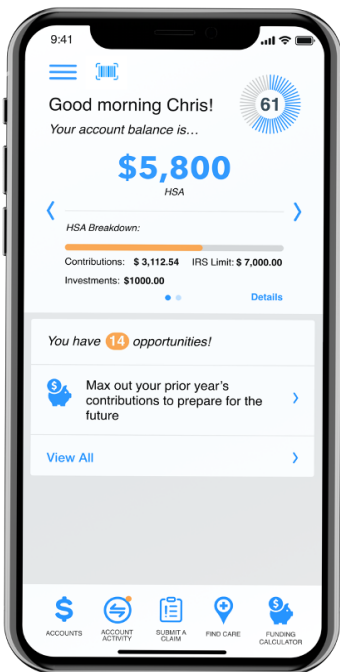 9:41
Good morning Chris!
61
Your account balance is...
$5,800
HSA
HSA Breakdown:
Contributions: $ 3,112.54 IRS Limit: $ 7,000.00
Investments: $1000.00
Details
You have 14 opportunities!
Max out your prior year's
contributions to prepare for the
future
View All
ACCOUNTS
ACCOUNT
ACTIVITY
SUBMIT A
CLAIM
FIND CARE
FUNDING
CALCULATOR